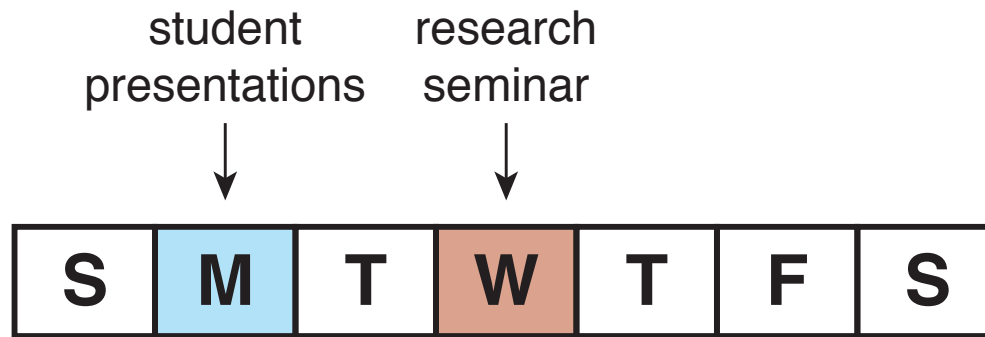 student
presentations
research
seminar
S M T W T F S